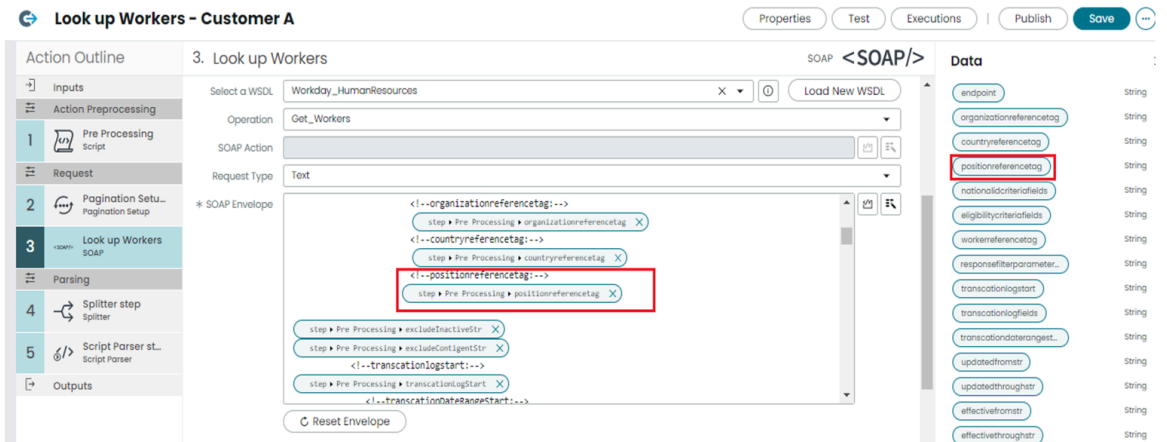 Look up Workers - Customer A
Properties
Test
Executions
Publish
Save
Action Outline
Inputs
Action Preprocessing
1
Pre Processing
Script
Request
2
Pagination Setu...
Pagination Setup
3
<SOAP/>
Look up Workers
SOAP
Parsing
4
Splitter step
Splitter
5
Script Parser st...
Script Parser
Outputs
3. Look up Workers
SOAP <SOAP/>
Select a WSDL
Workday_HumanResources
Load New WSDL
Operation
Get_Workers
SOAP Action
Request Type
Text
* SOAP Envelope
<!--organizationreferencetag:-->
step ▸ Pre Processing ▸ organizationreferencetag
<!--countryreferencetag:-->
step ▸ Pre Processing ▸ countryreferencetag
<!--positionreferencetag:-->
step ▸ Pre Processing ▸ positionreferencetag
step ▸ Pre Processing ▸ excludeInactiveStr
step ▸ Pre Processing ▸ excludeContigentStr
<!--transcationlogstart:-->
step ▸ Pre Processing ▸ transcationLogStart
<!--transcationDateRangeStart:-->
Reset Envelope
Data
endpoint String
organizationreferencetag String
countryreferencetag String
positionreferencetag String
nationalidcriteriafields String
eligibilitycriteriafields String
workerreferencetag String
responsefilterparameter... String
transcationlogstart String
transcationlogfields String
transcationdaterangest... String
updatedfromstr String
updatedthroughstr String
effectivefromstr String
effectivethroughstr String